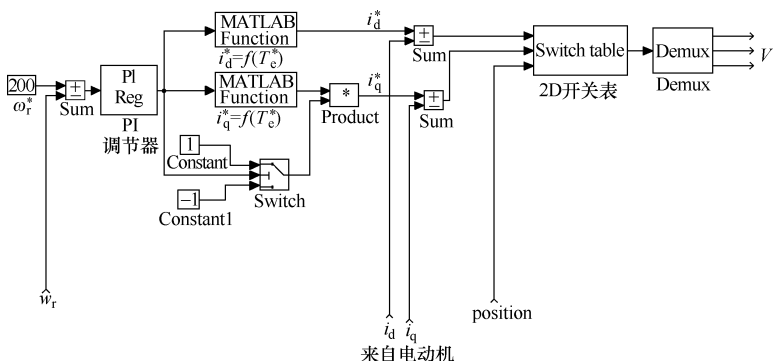 200
ω*r
+
−
Sum
PI
Reg
PI
调节器
MATLAB
Function
i*d=f(T*e)
MATLAB
Function
i*q=f(T*e)
1
Constant
−1
Constant1
Switch
*
Product
i*d
i*q
+
−
Sum
+
−
Sum
Switch table
2D开关表
Demux
Demux
V
wr
id
iq
来自电动机
position